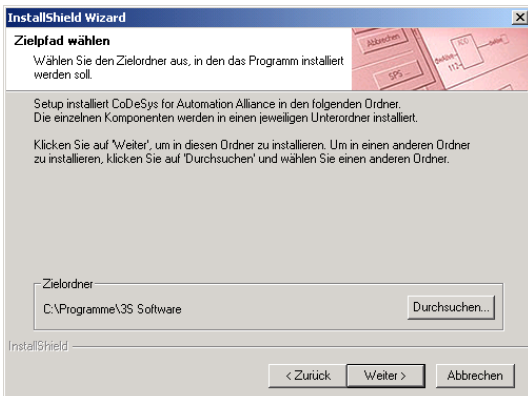 InstallShield Wizard
Zielpfad wählen
Wählen Sie den Zielordner aus, in den das Programm installiert
werden soll.
Abbrechen
SPS...
ADD
Setup installiert CoDeSys for Automation Alliance in den folgenden Ordner.
Die einzelnen Komponenten werden in einen jeweiligen Unterordner installiert.
Klicken Sie auf 'Weiter', um in diesen Ordner zu installieren. Um in einen anderen Ordner
zu installieren, klicken Sie auf 'Durchsuchen' und wählen Sie einen anderen Ordner.
Zielordner
C:\Programme\3S Software
Durchsuchen...
InstallShield
< Zurück
Weiter >
Abbrechen